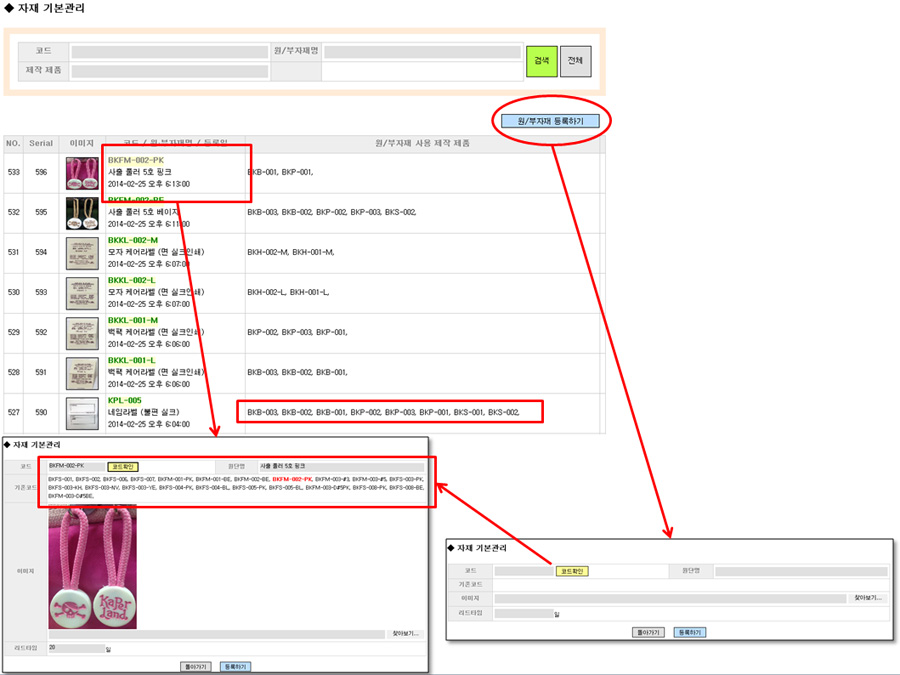 ◆ 자재 기본관리
코드 원/부자재명
제작 제품
검색 전체
원/부자재 등록하기
NO. Serial 이미지 코드 / 원·부자재명 / 등록일 원/부자재 사용 제작 제품
533 596 BKFM-002-PK
사출 풀러 5호 핑크 BKB-001, BKP-001,
2014-02-25 오후 6:13:00
532 595 BKFM-002-BE
사출 풀러 5호 베이지 BKB-003, BKB-002, BKP-002, BKP-003, BKS-002,
2014-02-25 오후 6:11:00
531 594 BKKL-002-M
모자 케어라벨 (면 실크인쇄) BKH-002-M, BKH-001-M,
2014-02-25 오후 6:07:00
530 593 BKKL-002-L
모자 케어라벨 (면 실크인쇄) BKH-002-L, BKH-001-L,
2014-02-25 오후 6:07:00
529 592 BKKL-001-M
백팩 케어라벨 (면 실크인쇄) BKP-002, BKP-003, BKP-001,
2014-02-25 오후 6:06:00
528 591 BKKL-001-L
백팩 케어라벨 (면 실크인쇄) BKB-003, BKB-002, BKB-001,
2014-02-25 오후 6:06:00
527 590 KPL-005
네임라벨 (불면 실크) BKB-003, BKB-002, BKB-001, BKP-002, BKP-003, BKP-001, BKS-001, BKS-002,
2014-02-25 오후 6:04:00
◆ 자재 기본관리
코드 BKFM-002-PK 코드확인 원단명 사출 풀러 5호 핑크
기존코드 BKFS-001, BKFS-002, BKFS-006, BKFS-007, BKFM-001-PK, BKFM-001-BE, BKFM-002-BE, BKFM-002-PK, BKFM-003-#3, BKFM-003-#5, BKFS-003-PK,
BKFS-003-KH, BKFS-003-NV, BKFS-003-YE, BKFS-004-PK, BKFS-004-BL, BKFS-005-PK, BKFS-005-BL, BKFM-003-D#5PK, BKFS-008-PK, BKFS-008-BE,
BKFM-003-D#5BE,
이미지
KaPer Land.
찾아보기...
리드타임 20 일
돌아가기 등록하기
◆ 자재 기본관리
코드 코드확인 원단명
기존코드
이미지 찾아보기...
리드타임 일
돌아가기 등록하기